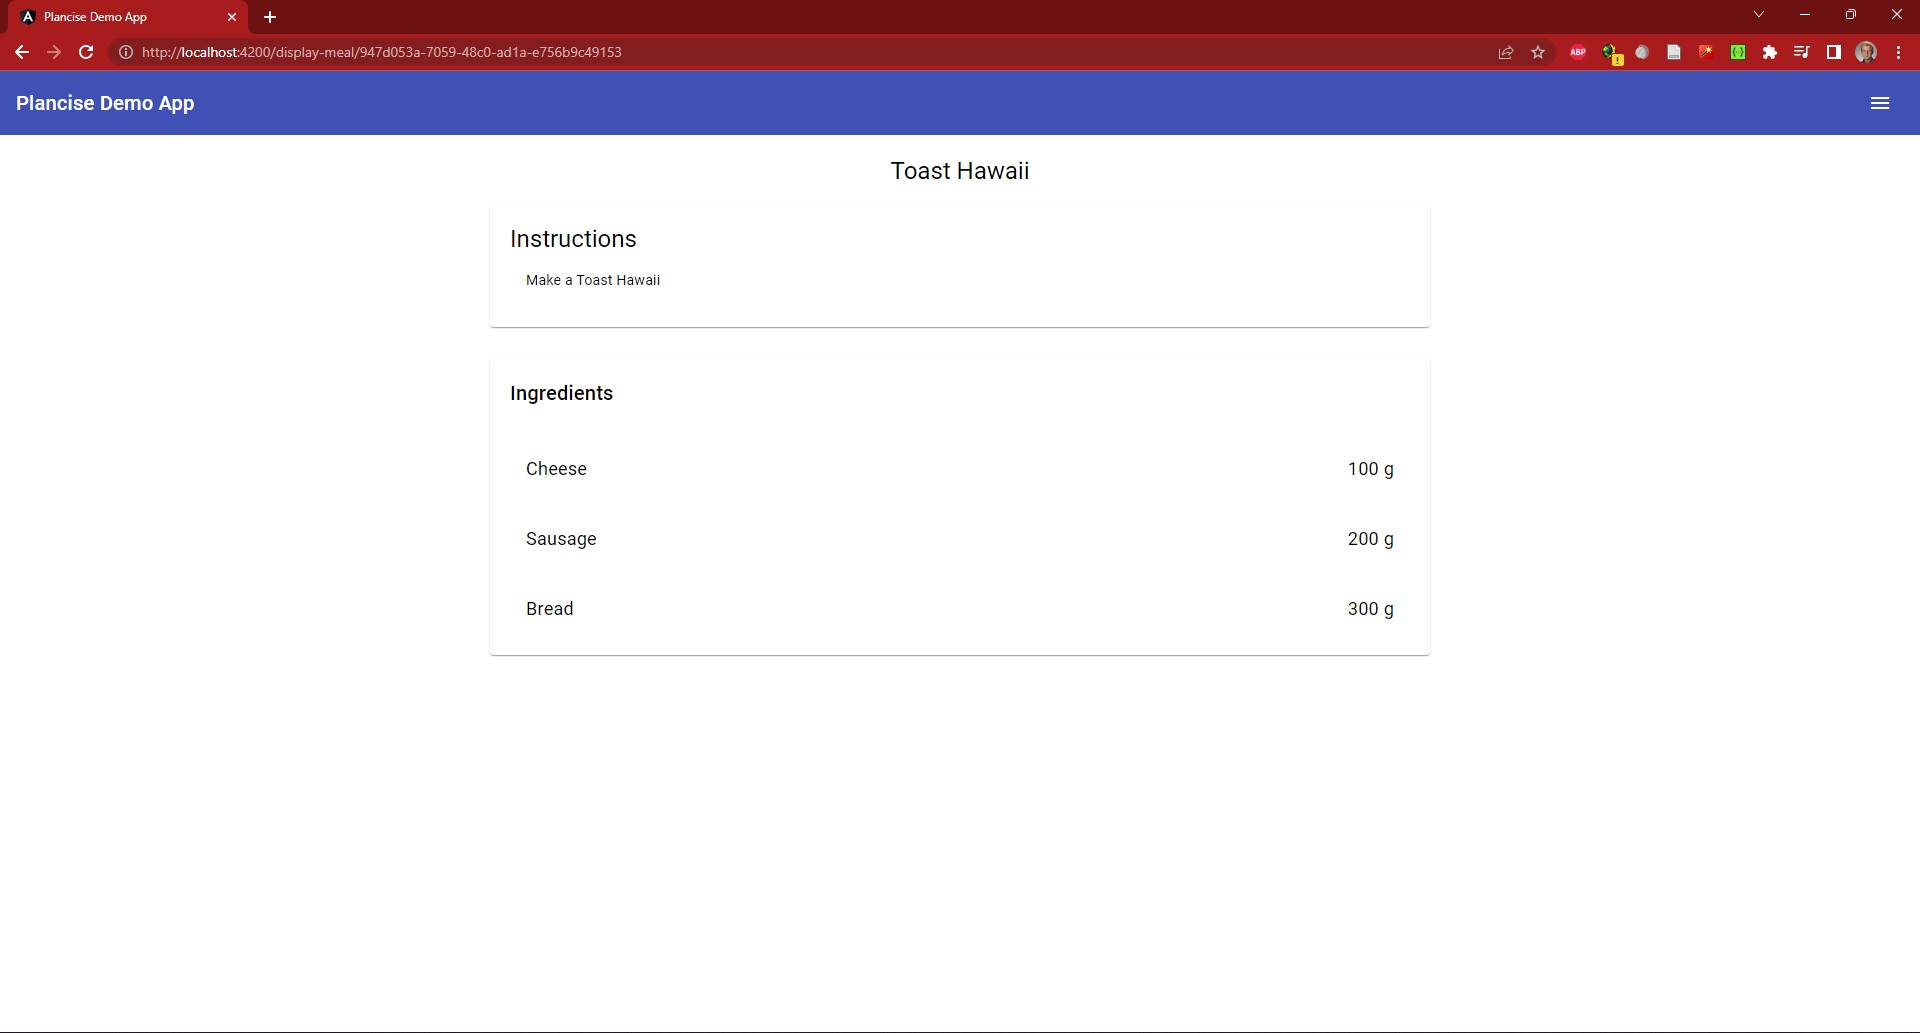 Plancise Demo App
http://localhost:4200/display-meal/947d053a-7059-48c0-ad1a-e756b9c49153
ABP
Plancise Demo App
Toast Hawaii
Instructions
Make a Toast Hawaii
Ingredients
Cheese 100 g
Sausage 200 g
Bread 300 g